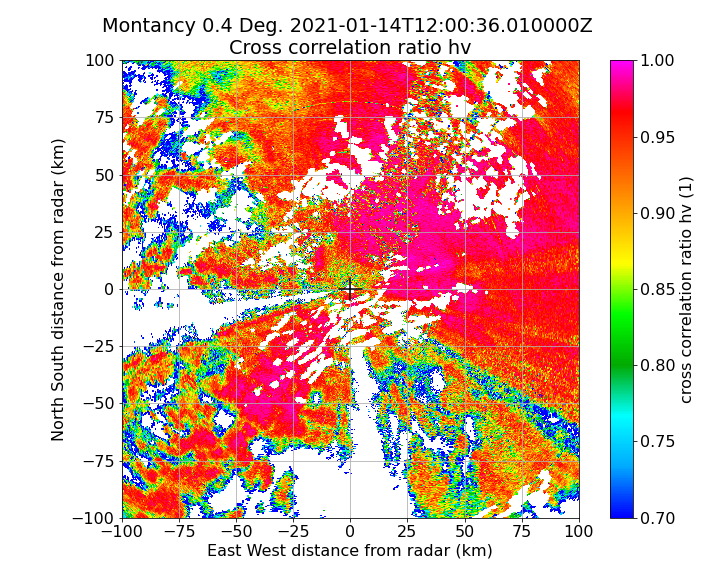 Montancy 0.4 Deg. 2021-01-14T12:00:36.010000Z
Cross correlation ratio hv
100
75
50
25
0
−25
−50
−75
−100
North South distance from radar (km)
−100 −75 −50 −25 0 25 50 75 100
East West distance from radar (km)
1.00
0.95
0.90
0.85
0.80
0.75
0.70
cross correlation ratio hv (1)